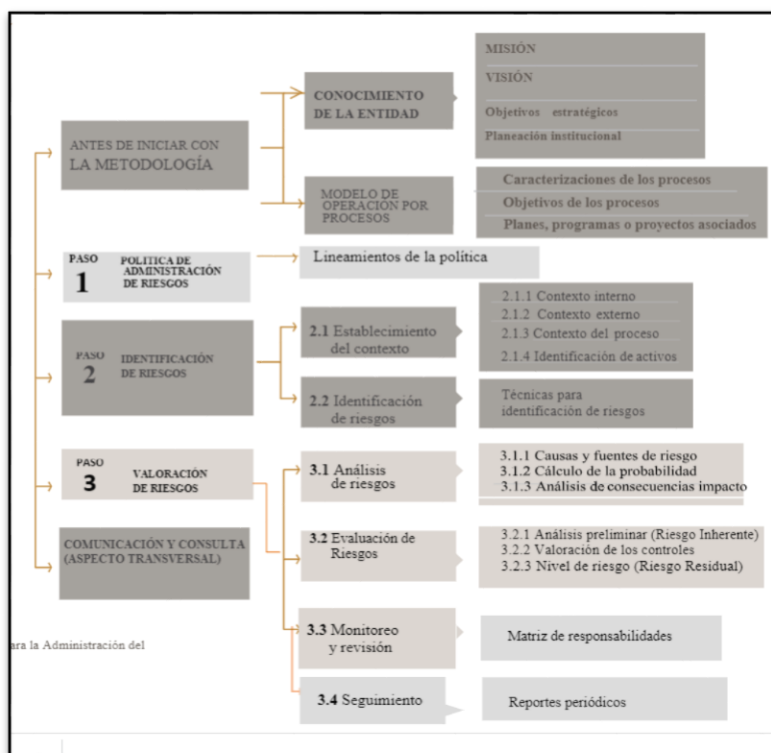 MISIÓN
VISIÓN
Objetivos estratégicos
Planeación institucional
CONOCIMIENTO
DE LA ENTIDAD
ANTES DE INICIAR CON
LA METODOLOGÍA
MODELO DE
OPERACIÓN POR
PROCESOS
Caracterizaciones de los procesos
Objetivos de los procesos
Planes, programas o proyectos asociados
PASO
1
POLITICA DE
ADMINISTRACIÓN
DE RIESGOS
Lineamientos de la política
PASO
2
IDENTIFICACIÓN
DE RIESGOS
2.1 Establecimiento
del contexto
2.1.1 Contexto interno
2.1.2 Contexto externo
2.1.3 Contexto del proceso
2.1.4 Identificación de activos
2.2 Identificación
de riesgos
Técnicas para
identificación de riesgos
PASO
3
VALORACIÓN
DE RIESGOS
3.1 Análisis
de riesgos
3.1.1 Causas y fuentes de riesgo
3.1.2 Cálculo de la probabilidad
3.1.3 Análisis de consecuencias impacto
3.2 Evaluación de
Riesgos
3.2.1 Análisis preliminar (Riesgo Inherente)
3.2.2 Valoración de los controles
3.2.3 Nivel de riesgo (Riesgo Residual)
COMUNICACIÓN Y CONSULTA
(ASPECTO TRANSVERSAL)
3.3 Monitoreo
y revisión
Matriz de responsabilidades
ara la Administración del
3.4 Seguimiento
Reportes periódicos